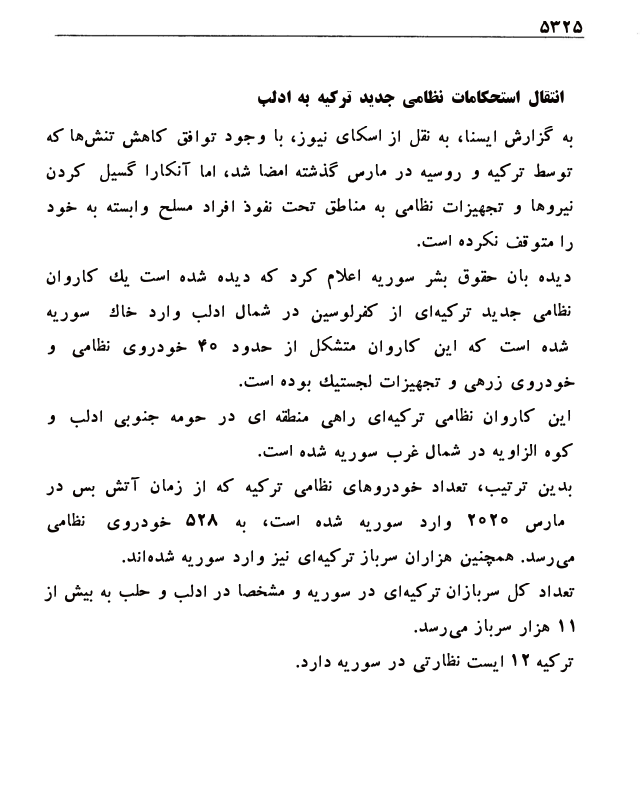 ۵۳۲۵
انتقال استحکامات نظامی جدید ترکیه به ادلب
به گزارش ایسنا، به نقل از اسکای نیوز، با وجود توافق کاهش تنش‌ها که
توسط ترکیه و روسیه در مارس گذشته امضا شد، اما آنکارا گسیل کردن
نیروها و تجهیزات نظامی به مناطق تحت نفوذ افراد مسلح وابسته به خود
را متوقف نکرده است.
دیده بان حقوق بشر سوریه اعلام کرد که دیده شده است یك کاروان
نظامی جدید ترکیه‌ای از کفرلوسین در شمال ادلب وارد خاك سوریه
شده است که این کاروان متشکل از حدود ۴۰ خودروی نظامی و
خودروی زرهی و تجهیزات لجستیك بوده است.
این کاروان نظامی ترکیه‌ای راهی منطقه ای در حومه جنوبی ادلب و
کوه الزاویه در شمال غرب سوریه شده است.
بدین ترتیب، تعداد خودروهای نظامی ترکیه که از زمان آتش بس در
مارس ۲۰۲۰ وارد سوریه شده است، به ۵۲۸ خودروی نظامی
می‌رسد. همچنین هزاران سرباز ترکیه‌ای نیز وارد سوریه شده‌اند.
تعداد کل سربازان ترکیه‌ای در سوریه و مشخصا در ادلب و حلب به بیش از
۱۱ هزار سرباز می‌رسد.
ترکیه ۱۲ ایست نظارتی در سوریه دارد.